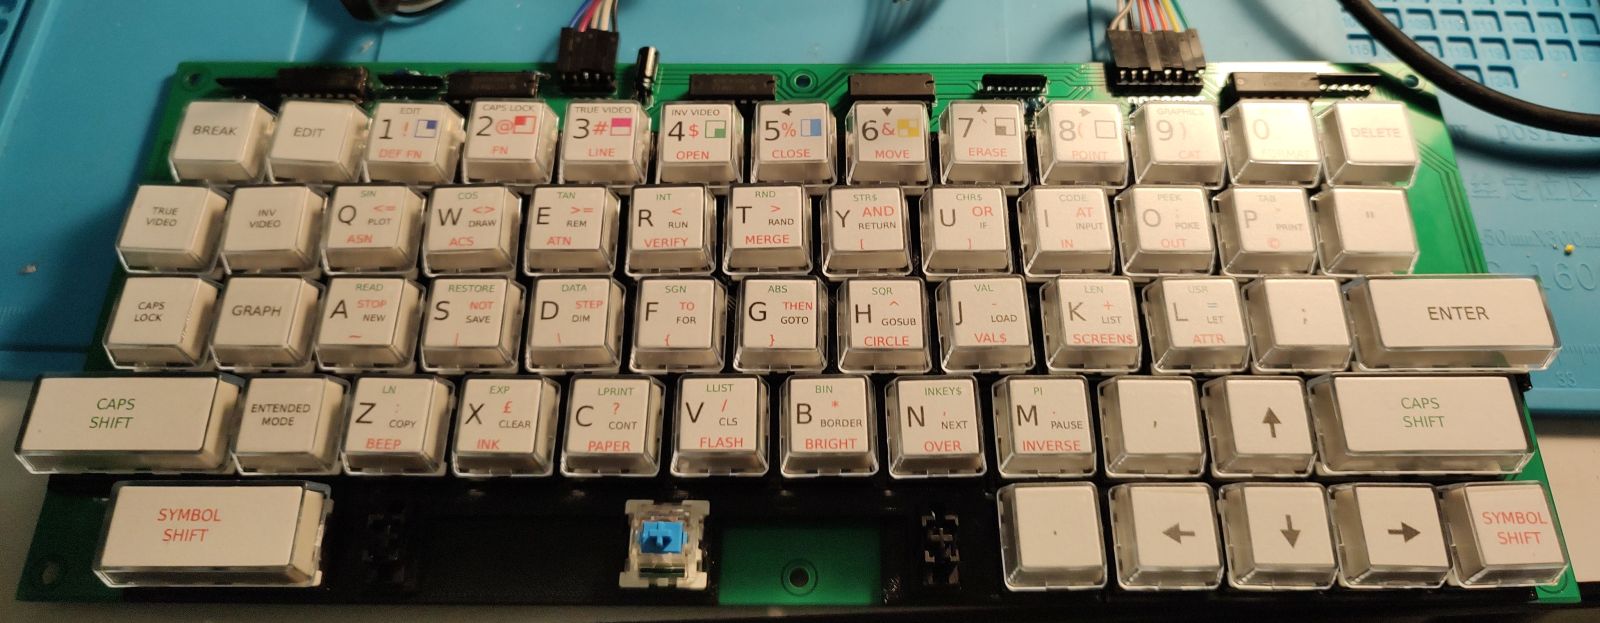 BREAK
EDIT
EDIT
1 !
DEF FN
CAPS LOCK
2 @
FN
TRUE VIDEO
3 #
LINE
INV VIDEO
4 $
OPEN
5 %
CLOSE
6 &
MOVE
7 '
ERASE
8 (
POINT
GRAPHICS
9 )
CAT
0
FORMAT
DELETE
TRUE
VIDEO
INV
VIDEO
SIN
Q <=
PLOT
ASN
COS
W <>
DRAW
ACS
TAN
E >=
REM
ATN
INT
R <
RUN
VERIFY
RND
T >
RAND
MERGE
STR$
Y AND
RETURN
[
CHR$
U OR
IF
]
CODE
I AT
INPUT
IN
PEEK
O ;
POKE
OUT
TAB
P "
PRINT
©
"
CAPS
LOCK
GRAPH
READ
A STOP
NEW
~
RESTORE
S NOT
SAVE
|
DATA
D STEP
DIM
\
SGN
F TO
FOR
{
ABS
G THEN
GOTO
}
SQR
H ^
GOSUB
CIRCLE
VAL
J -
LOAD
VAL$
LEN
K +
LIST
SCREEN$
USR
L =
LET
ATTR
;
ENTER
CAPS
SHIFT
ENTENDED
MODE
LN
Z :
COPY
BEEP
EXP
X £
CLEAR
INK
LPRINT
C ?
CONT
PAPER
LLIST
V /
CLS
FLASH
BIN
B *
BORDER
BRIGHT
INKEY$
N ,
NEXT
OVER
PI
M .
PAUSE
INVERSE
,
↑
CAPS
SHIFT
SYMBOL
SHIFT
.
←
↓
→
SYMBOL
SHIFT